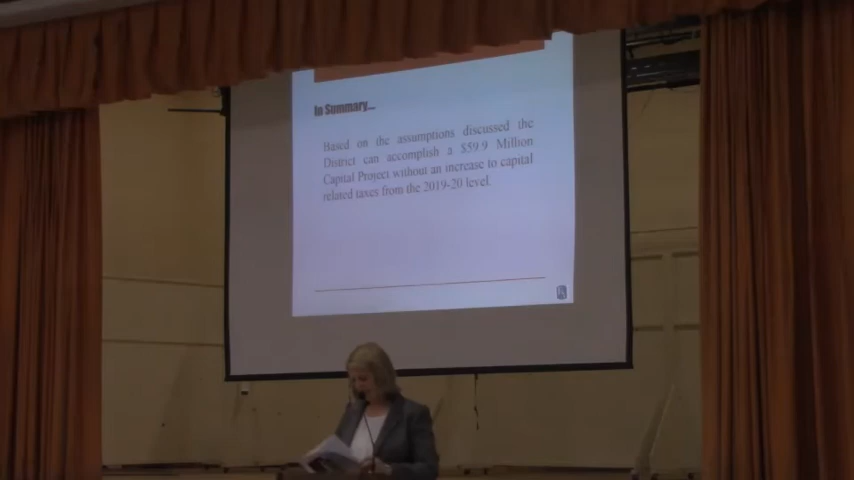 In Summary...
Based on the assumptions discussed the
District can accomplish a $59.9 Million
Capital Project without an increase to capital
related taxes from the 2019-20 level.